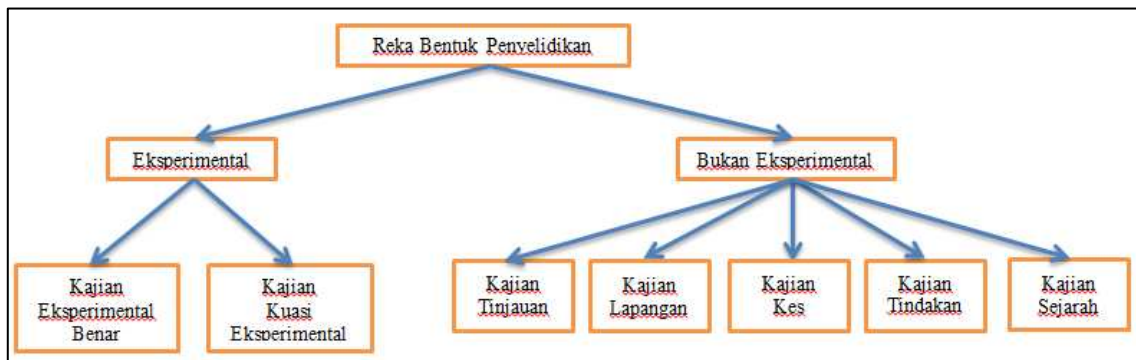 Reka Bentuk Penyelidikan
Eksperimental
Bukan Eksperimental
Kajian
Eksperimental
Benar
Kajian
Kuasi
Eksperimental
Kajian
Tinjauan
Kajian
Lapangan
Kajian
Kes
Kajian
Tindakan
Kajian
Sejarah